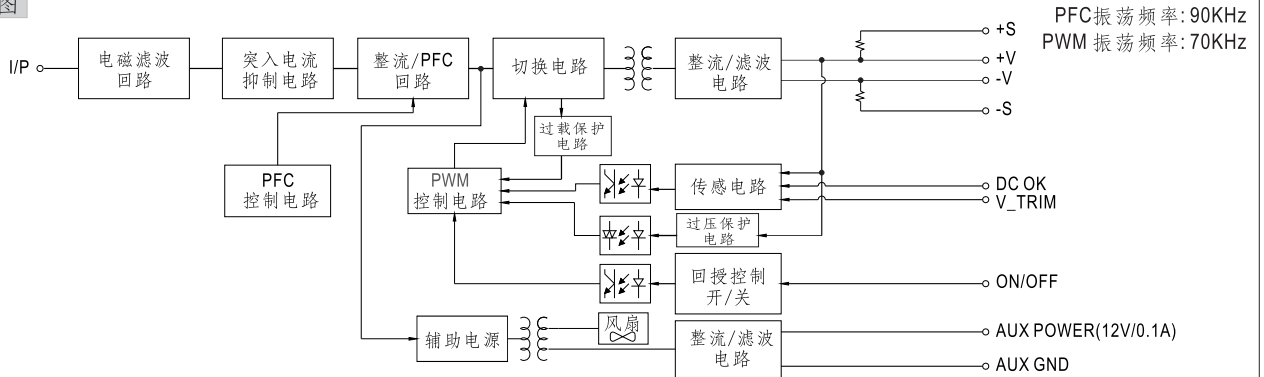 图
PFC振荡频率:90KHz
PWM 振荡频率:70KHz
I/P
电磁滤波
回路
突入电流
抑制电路
整流/PFC
回路
切换电路
整流/滤波
电路
+S
+V
-V
-S
过载保护
电路
PFC
控制电路
PWM
控制电路
传感电路
DC OK
V_TRIM
过压保护
电路
回授控制
开/关
ON/OFF
辅助电源
风扇
整流/滤波
电路
AUX POWER(12V/0.1A)
AUX GND